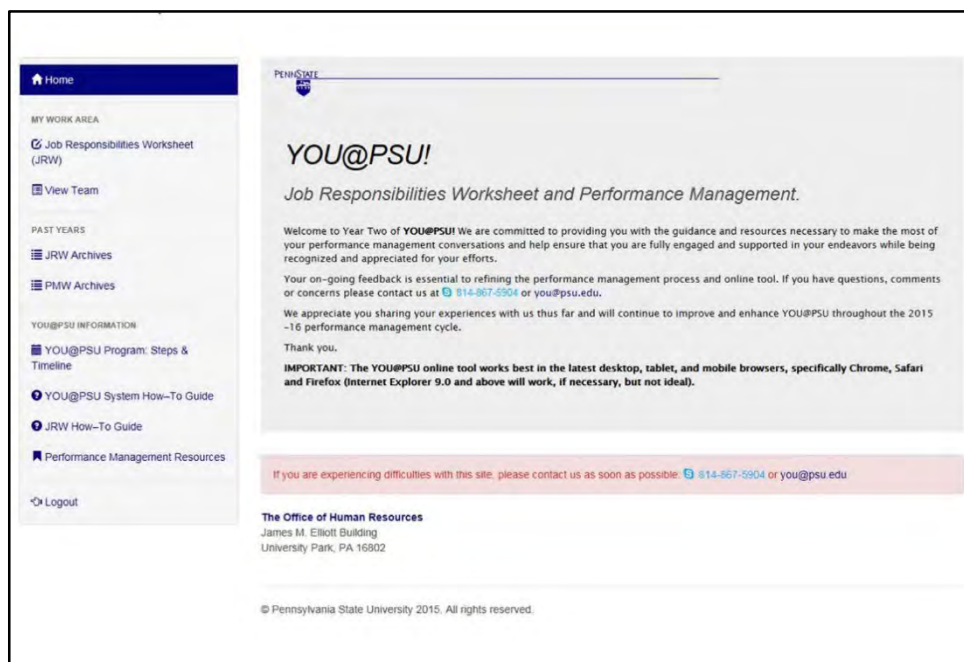 Home
MY WORK AREA
Job Responsibilities Worksheet
(JRW)
View Team
PAST YEARS
JRW Archives
PMW Archives
YOU@PSU INFORMATION
YOU@PSU Program: Steps &
Timeline
YOU@PSU System How-To Guide
JRW How-To Guide
Performance Management Resources
Logout
PENNSTATE
YOU@PSU!
Job Responsibilities Worksheet and Performance Management.
Welcome to Year Two of YOU@PSU! We are committed to providing you with the guidance and resources necessary to make the most of
your performance management conversations and help ensure that you are fully engaged and supported in your endeavors while being
recognized and appreciated for your efforts.
Your on-going feedback is essential to refining the performance management process and online tool. If you have questions, comments
or concerns please contact us at 814-867-5904 or you@psu.edu.
We appreciate you sharing your experiences with us thus far and will continue to improve and enhance YOU@PSU throughout the 2015
-16 performance management cycle.
Thank you.
IMPORTANT: The YOU@PSU online tool works best in the latest desktop, tablet, and mobile browsers, specifically Chrome, Safari
and Firefox (Internet Explorer 9.0 and above will work, if necessary, but not ideal).
If you are experiencing difficulties with this site, please contact us as soon as possible: 814-867-5904 or you@psu.edu
The Office of Human Resources
James M. Elliott Building
University Park, PA 16802
© Pennsylvania State University 2015. All rights reserved.